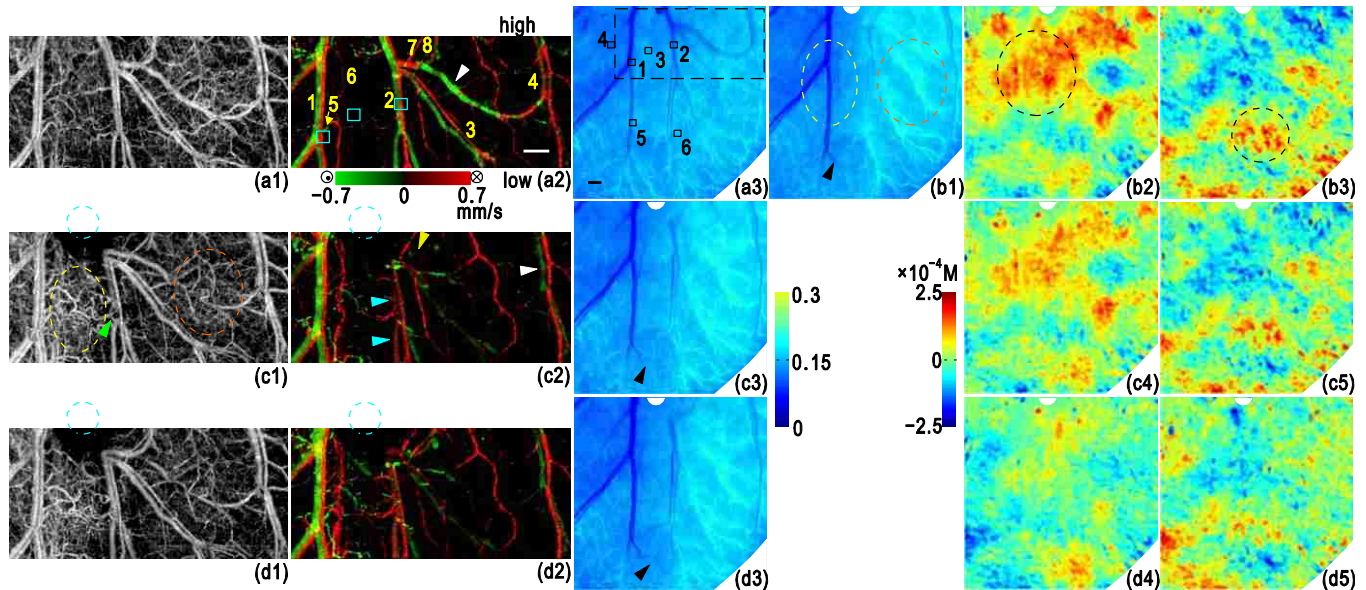 high
7 8
6
4
1 5
2
3
(a1)
low (a2)
−0.7 0 0.7
mm/s
4
1
3
2
5
6
(a3)
(b1)
(b2)
(b3)
(c1)
(c2)
(c3)
0.3
0.15
0
×10⁻⁴M
2.5
0
−2.5
(c4)
(c5)
(d1)
(d2)
(d3)
(d4)
(d5)